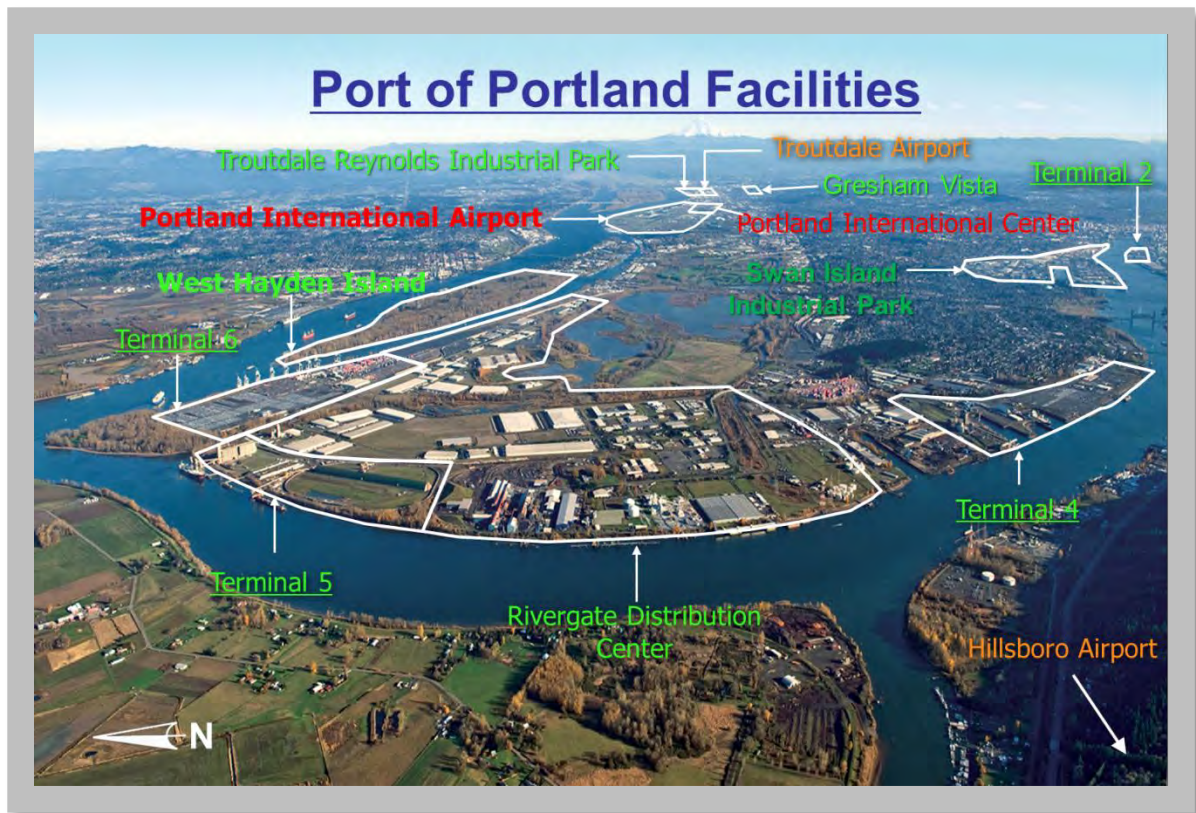 Port of Portland Facilities
Troutdale Reynolds Industrial Park
Troutdale Airport
Terminal 2
Gresham Vista
Portland International Airport
Portland International Center
West Hayden Island
Swan Island
Industrial Park
Terminal 6
Terminal 4
Terminal 5
Rivergate Distribution
Center
Hillsboro Airport
N